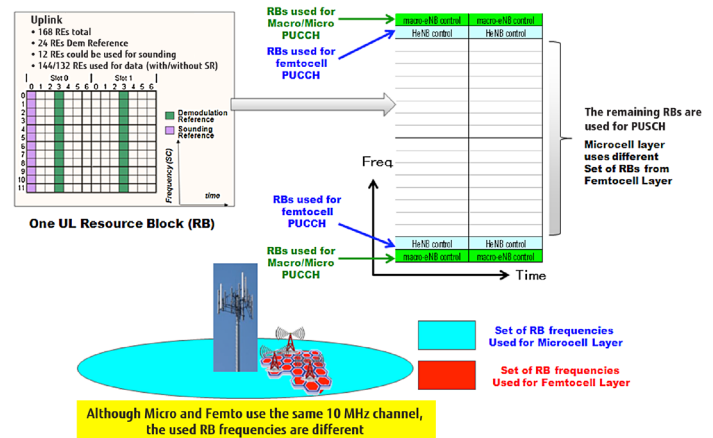 Uplink
• 168 REs total
• 24 REs Dem Reference
• 12 REs could be used for sounding
• 144/132 REs used for data (with/without SR)
Slot 0 Slot 1
0 1 2 3 4 5 6 0 1 2 3 4 5 6
0
1
2
3
4
5
6
7
8
9
10
11
Demodulation
Reference
Sounding
Reference
Frequency (SC)
time
One UL Resource Block (RB)
RBs used for
Macro/Micro
PUCCH
RBs used for
femtocell
PUCCH
macro-eNB control macro-eNB control
HeNB control HeNB control
The remaining RBs are
used for PUSCH
Microcell layer
uses different
Set of RBs from
Femtocell Layer
Freq.
RBs used for
femtocell
PUCCH
RBs used for
Macro/Micro
PUCCH
HeNB control HeNB control
macro-eNB control macro-eNB control
Time
Set of RB frequencies
Used for Microcell Layer
Set of RB frequencies
Used for Femtocell Layer
Although Micro and Femto use the same 10 MHz channel,
the used RB frequencies are different